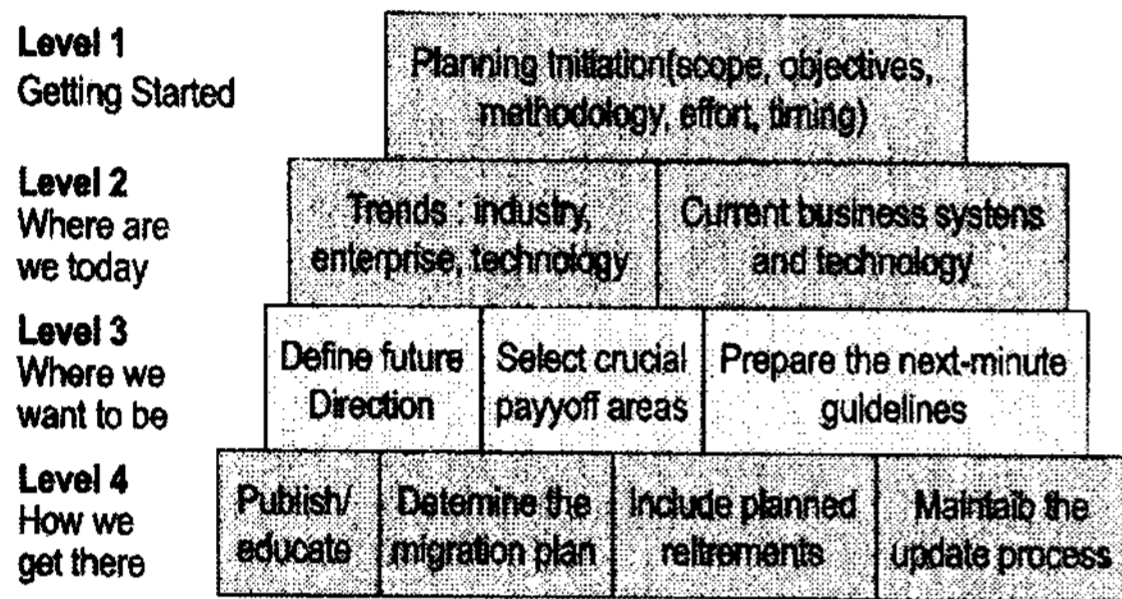 Level 1
Getting Started
Planning Initiation(scope, objectives,
methodology, effort, timing)
Level 2
Where are
we today
Trends : industry,
enterprise, technology
Current business systens
and technology
Level 3
Where we
want to be
Define future
Direction
Select crucial
payyoff areas
Prepare the next-minute
guidelines
Level 4
How we
get there
Publish/
educate
Detemine the
migration plan
Include planned
reltrements
Maintaib the
update process